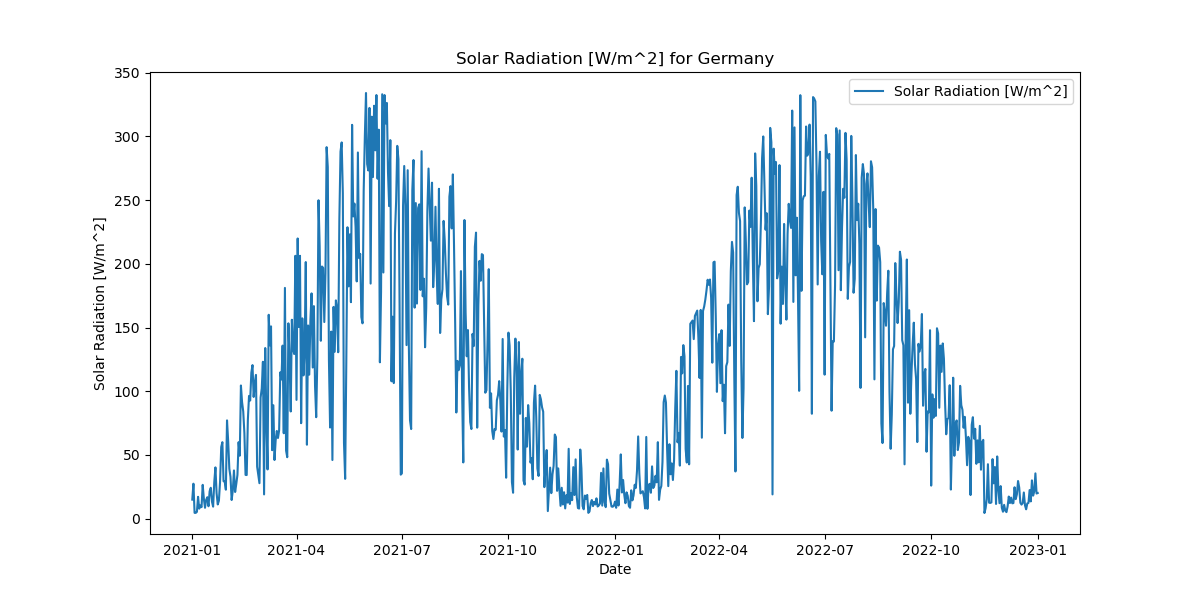 Solar Radiation [W/m^2] for Germany
Solar Radiation [W/m^2]
350
300
250
200
150
100
50
0
Solar Radiation [W/m^2]
2021-01 2021-04 2021-07 2021-10 2022-01 2022-04 2022-07 2022-10 2023-01
Date